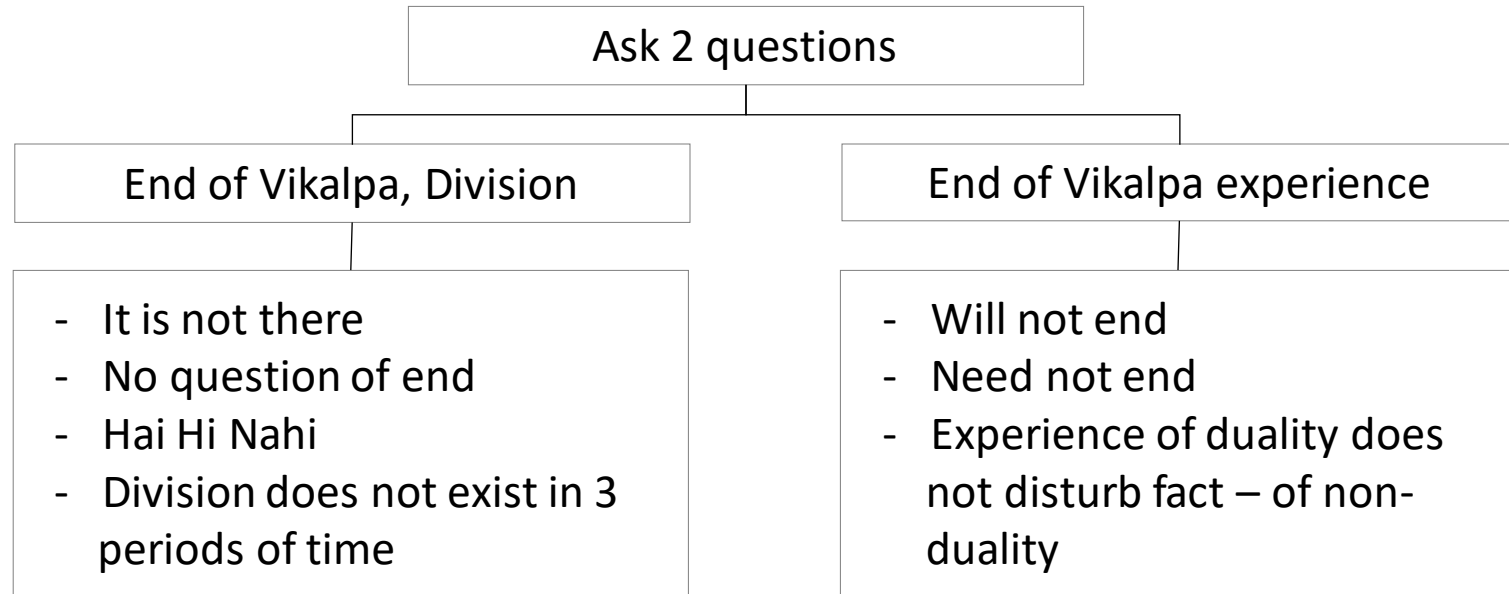 Ask 2 questions
End of Vikalpa, Division
End of Vikalpa experience
- It is not there
- No question of end
- Hai Hi Nahi
- Division does not exist in 3
periods of time
- Will not end
- Need not end
- Experience of duality does
not disturb fact – of non-
duality